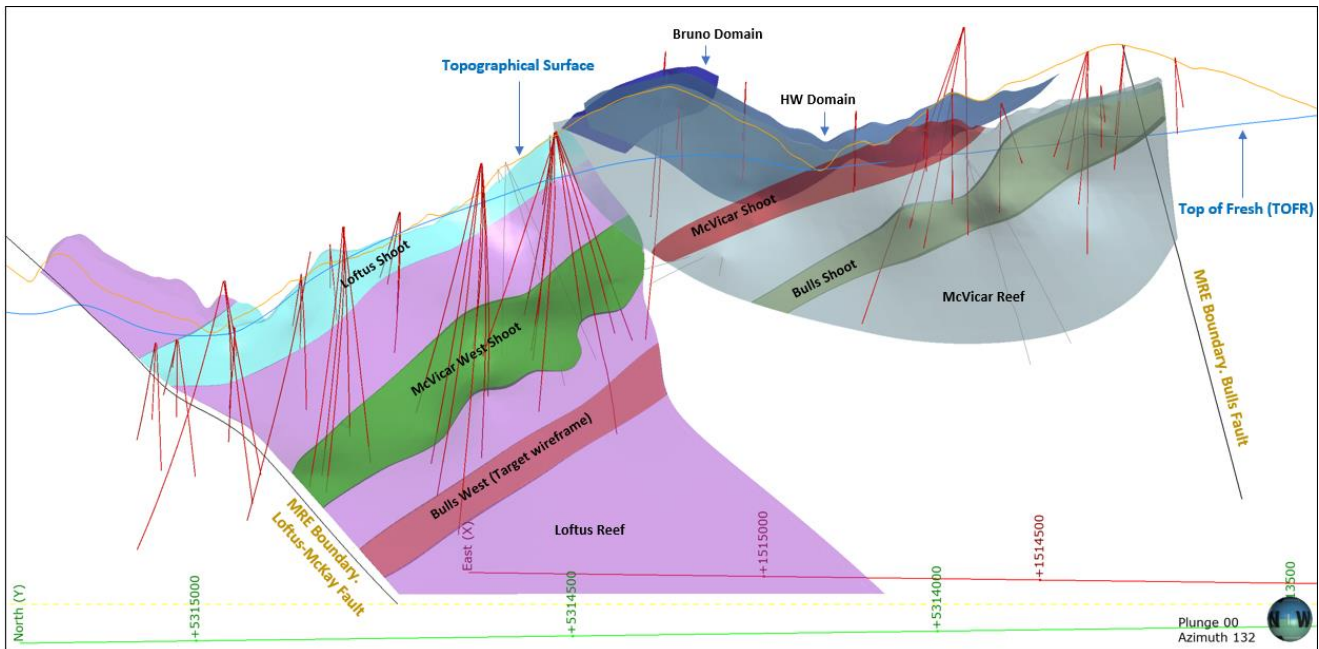 Bruno Domain
Topographical Surface
HW Domain
McVicar Shoot
Loftus Shoot
Top of Fresh (TOFR)
Bulls Shoot
McVicar Reef
McVicar West Shoot
MRE Boundary. Bulls Fault
Bulls West (Target wireframe)
MRE Boundary.
Loftus-McKay Fault
Loftus Reef
East (X)
+1515000
+1514500
North (Y)
+5315000
+5314500
+5314000
13500
Plunge 00
Azimuth 132
N W